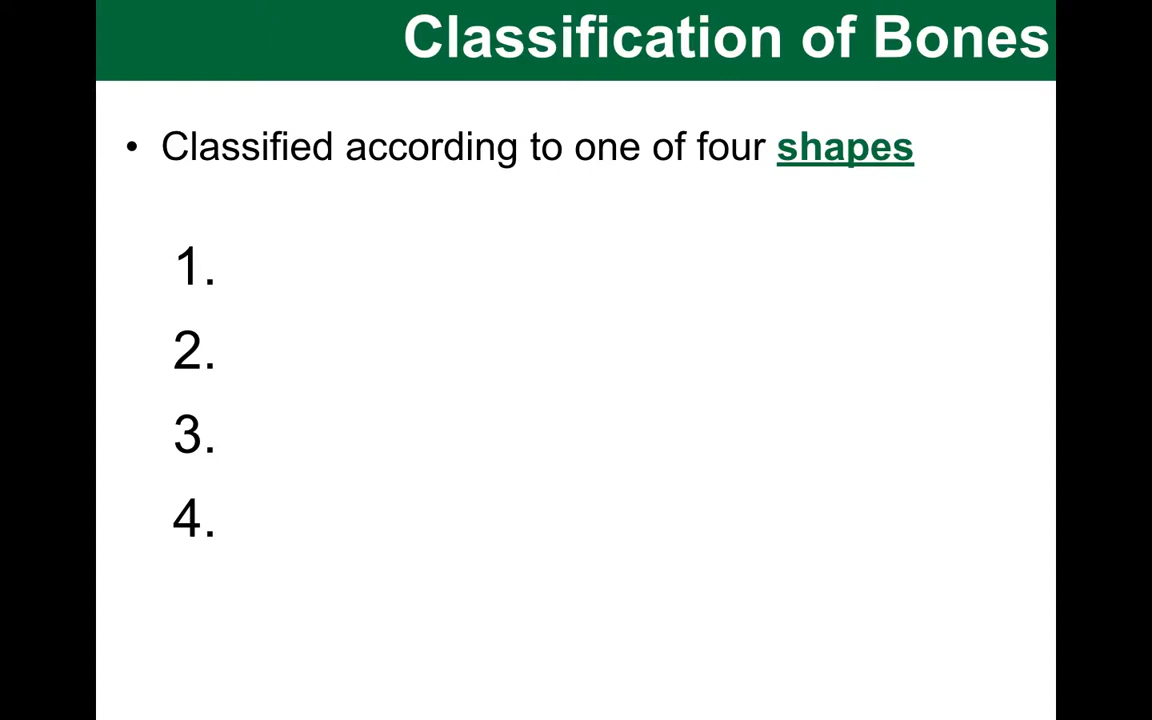 Classification of Bones
• Classified according to one of four shapes
1.
2.
3.
4.